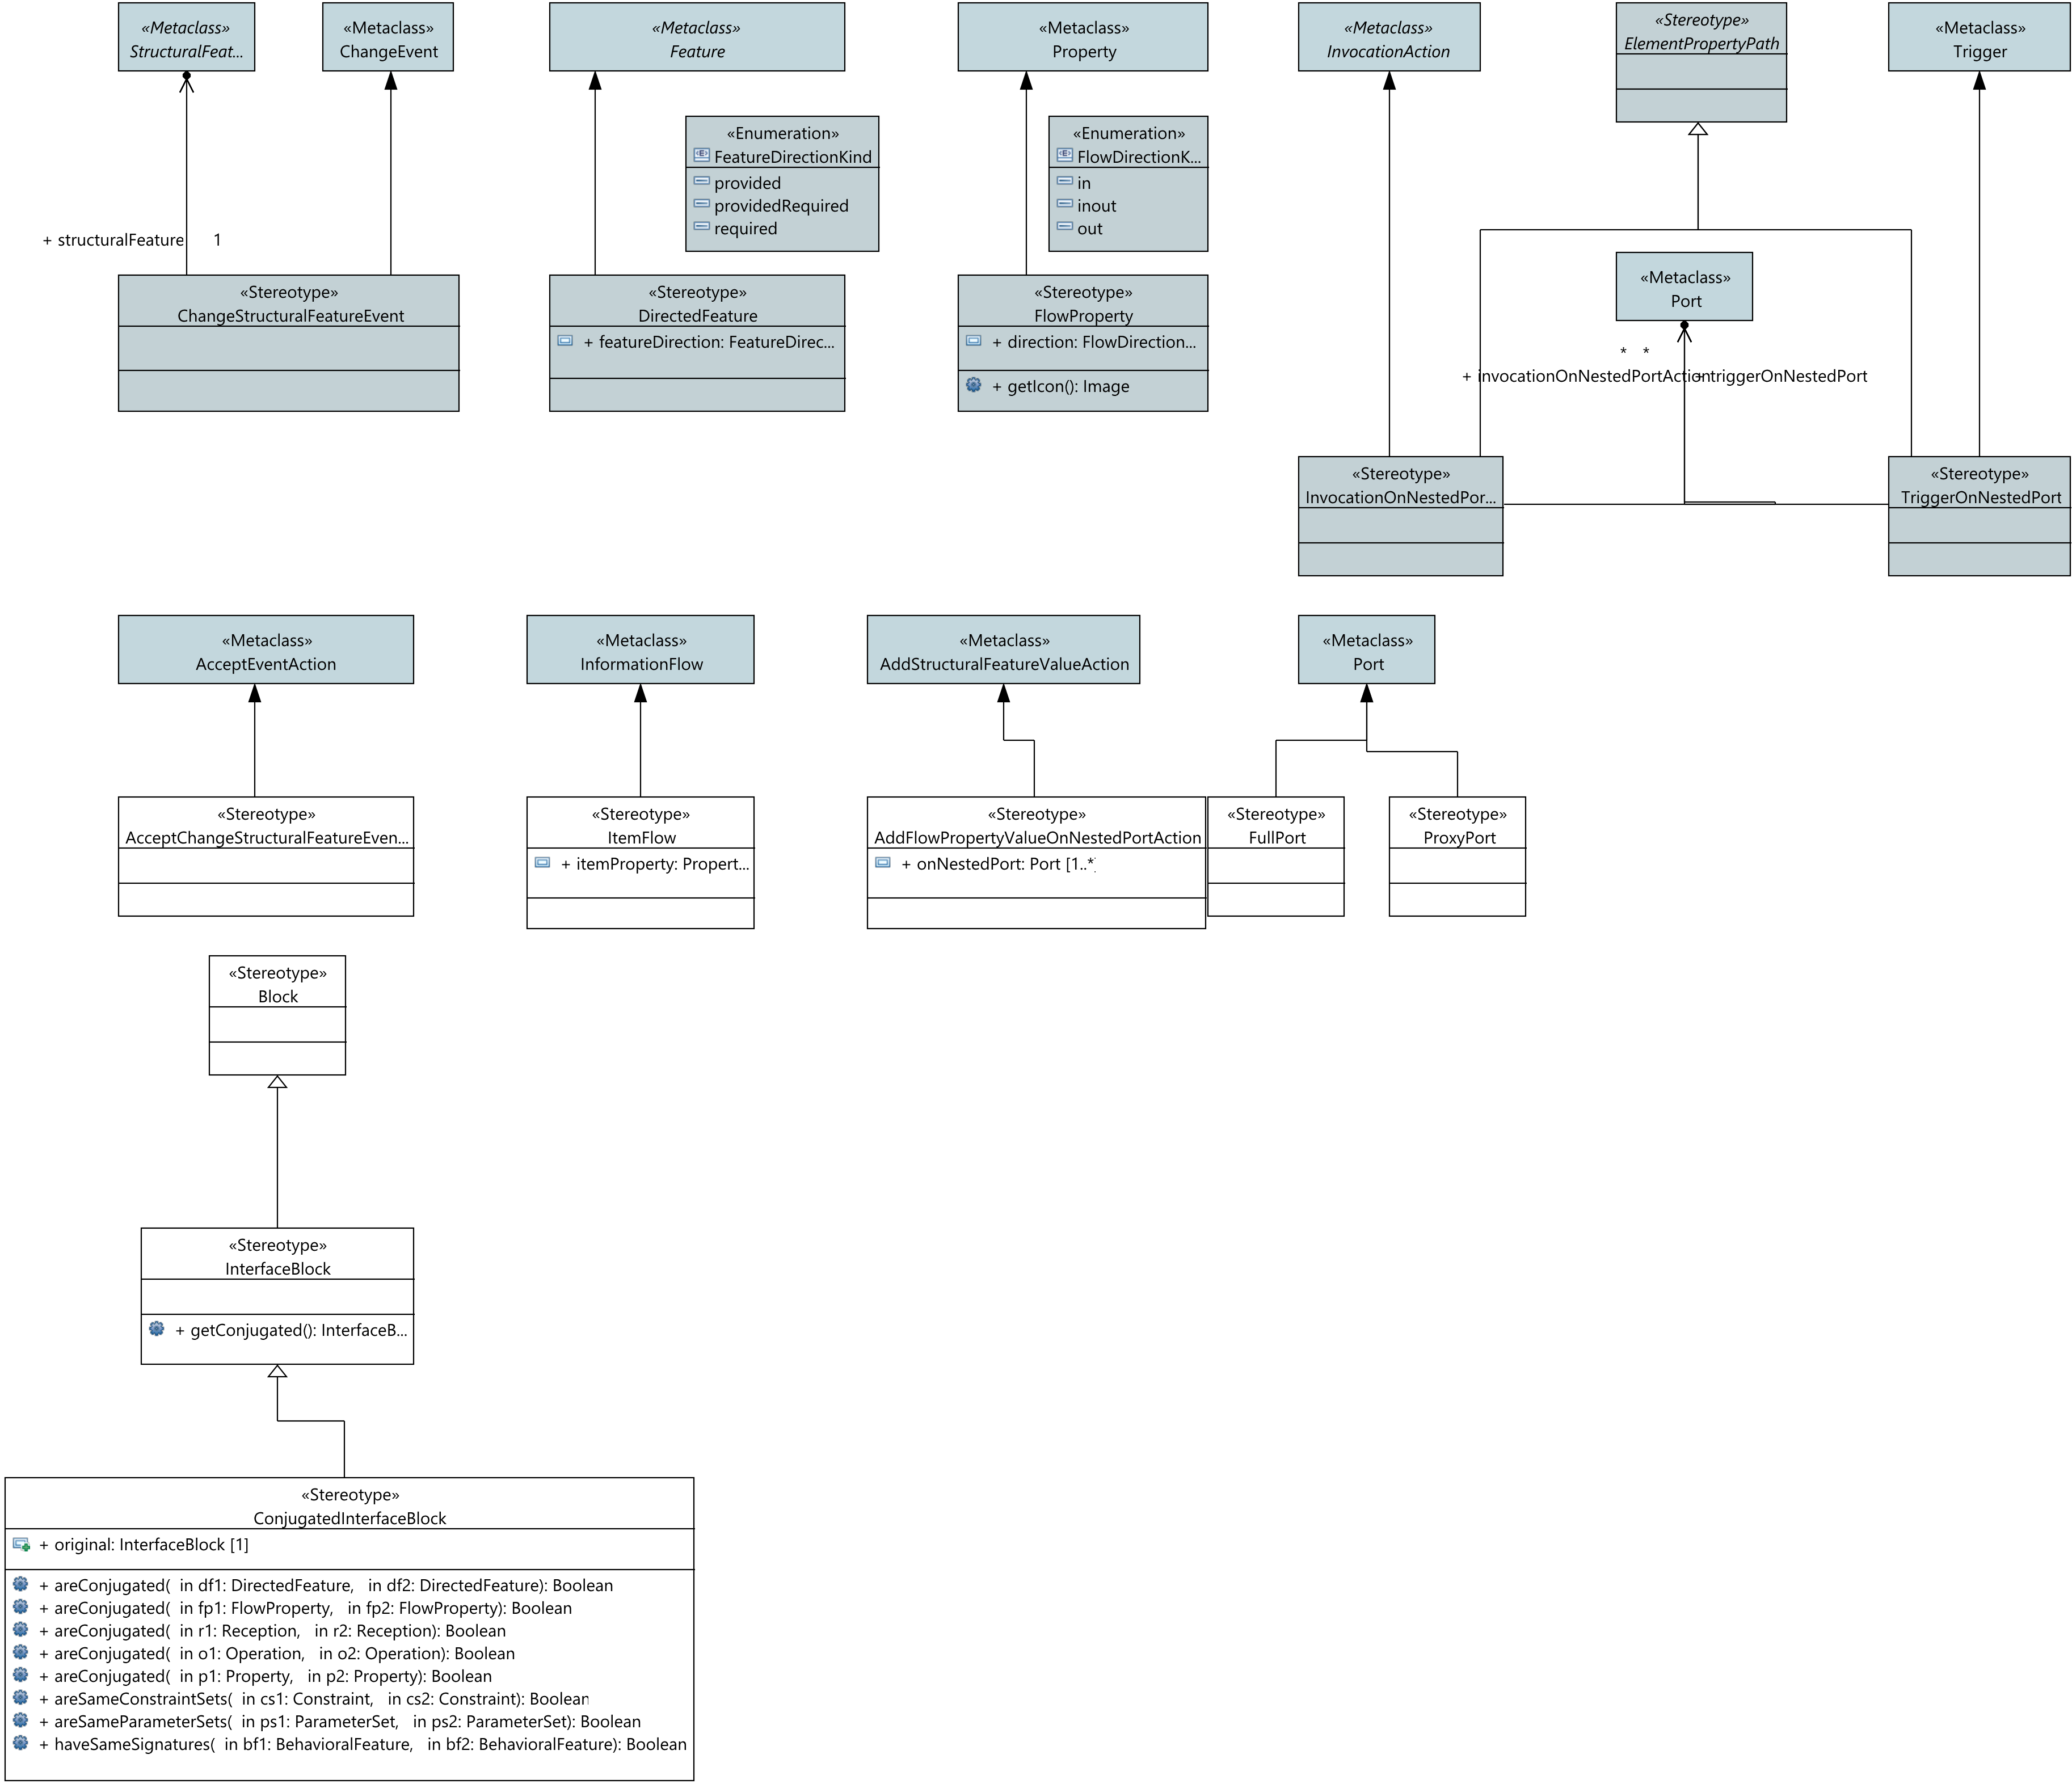 «Metaclass»
StructuralFeat...
«Metaclass»
ChangeEvent
«Metaclass»
Feature
«Metaclass»
Property
«Metaclass»
InvocationAction
«Stereotype»
ElementPropertyPath
«Metaclass»
Trigger
«Enumeration»
FeatureDirectionKind
provided
providedRequired
required
«Enumeration»
FlowDirectionK...
in
inout
out
+ structuralFeature 1
«Stereotype»
ChangeStructuralFeatureEvent
«Stereotype»
DirectedFeature
+ featureDirection: FeatureDirec...
«Stereotype»
FlowProperty
+ direction: FlowDirection...
+ getIcon(): Image
«Metaclass»
Port
* *
+ invocationOnNestedPortAction
+ triggerOnNestedPort
«Stereotype»
InvocationOnNestedPor...
«Stereotype»
TriggerOnNestedPort
«Metaclass»
AcceptEventAction
«Metaclass»
InformationFlow
«Metaclass»
AddStructuralFeatureValueAction
«Metaclass»
Port
«Stereotype»
AcceptChangeStructuralFeatureEven...
«Stereotype»
ItemFlow
+ itemProperty: Propert...
«Stereotype»
AddFlowPropertyValueOnNestedPortAction
+ onNestedPort: Port [1..*]
«Stereotype»
FullPort
«Stereotype»
ProxyPort
«Stereotype»
Block
«Stereotype»
InterfaceBlock
+ getConjugated(): InterfaceB...
«Stereotype»
ConjugatedInterfaceBlock
+ original: InterfaceBlock [1]
+ areConjugated( in df1: DirectedFeature, in df2: DirectedFeature): Boolean
+ areConjugated( in fp1: FlowProperty, in fp2: FlowProperty): Boolean
+ areConjugated( in r1: Reception, in r2: Reception): Boolean
+ areConjugated( in o1: Operation, in o2: Operation): Boolean
+ areConjugated( in p1: Property, in p2: Property): Boolean
+ areSameConstraintSets( in cs1: Constraint, in cs2: Constraint): Boolean
+ areSameParameterSets( in ps1: ParameterSet, in ps2: ParameterSet): Boolean
+ haveSameSignatures( in bf1: BehavioralFeature, in bf2: BehavioralFeature): Boolean